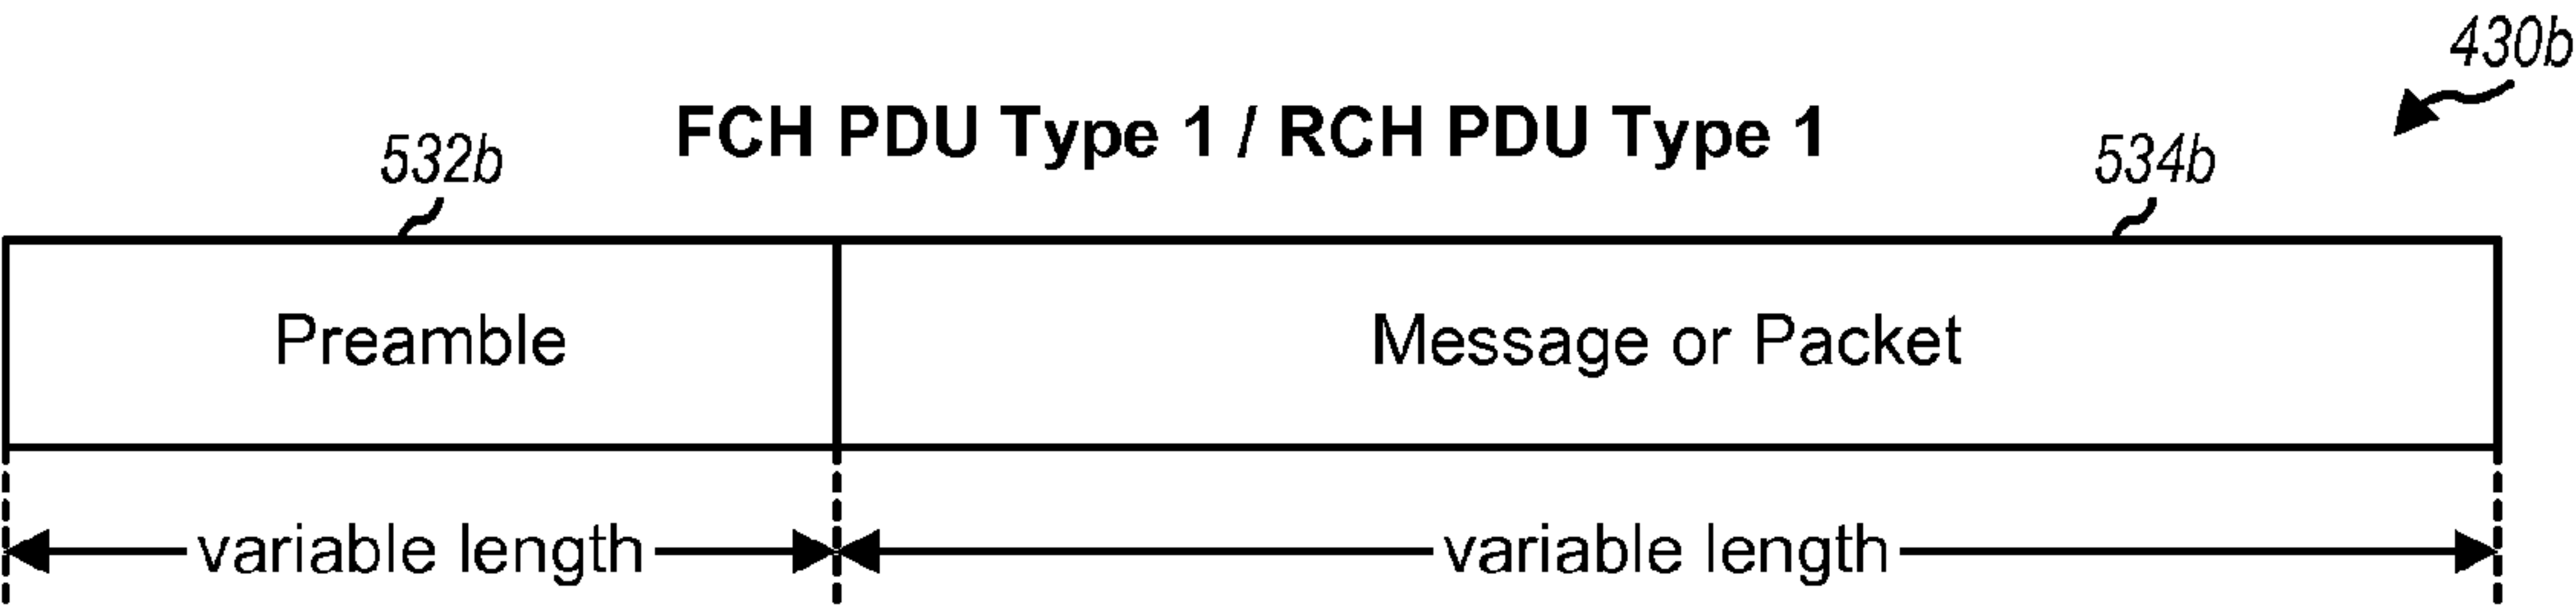 430b
FCH PDU Type 1 / RCH PDU Type 1
532b
534b
Preamble
Message or Packet
variable length
variable length